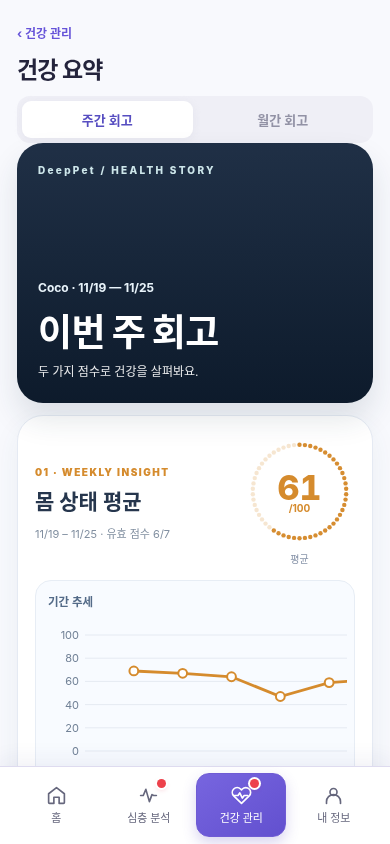 ‹ 건강 관리
건강 요약
주간 회고
월간 회고
DeepPet / HEALTH STORY
Coco · 11/19 — 11/25
이번 주 회고
두 가지 점수로 건강을 살펴봐요.
01 · WEEKLY INSIGHT
몸 상태 평균
11/19 – 11/25 · 유효 점수 6/7
61
/100
평균
기간 추세
100
80
60
40
20
0
홈
심층 분석
건강 관리
내 정보